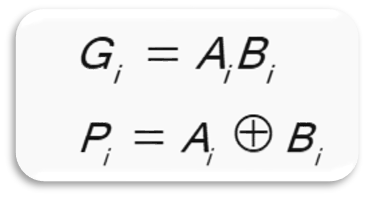 Gᵢ = AᵢBᵢ
Pᵢ = Aᵢ ⊕ Bᵢ